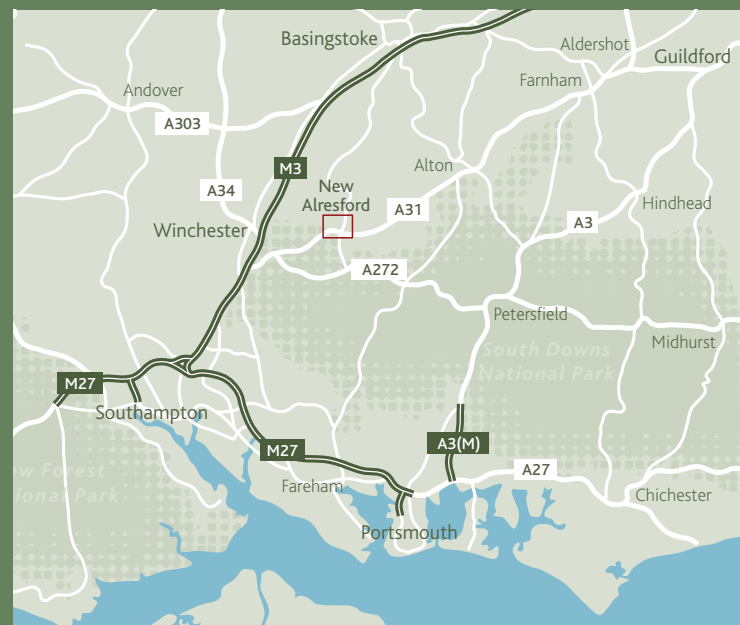 Basingstoke
Aldershot
Guildford
Farnham
Andover
A303
M3
Alton
A34
New
Alresford
A31
Hindhead
A3
Winchester
A272
Petersfield
Midhurst
South Downs
National Park
M27
Southampton
A3(M)
M27
A27
ew Forest
ional Park
Fareham
Chichester
Portsmouth